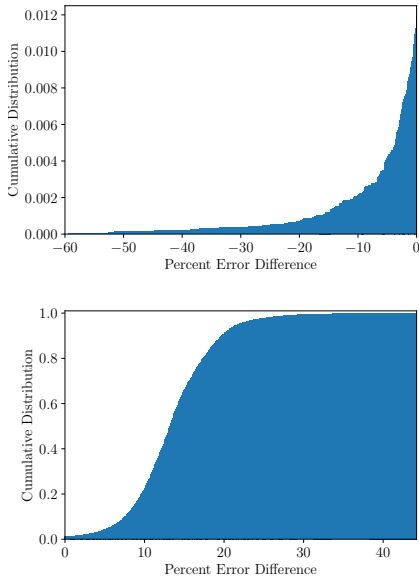 0.012
0.010
0.008
0.006
0.004
0.002
0.000
Cumulative Distribution
−60 −50 −40 −30 −20 −10 0
Percent Error Difference
1.0
0.8
0.6
0.4
0.2
0.0
Cumulative Distribution
0 10 20 30 40
Percent Error Difference